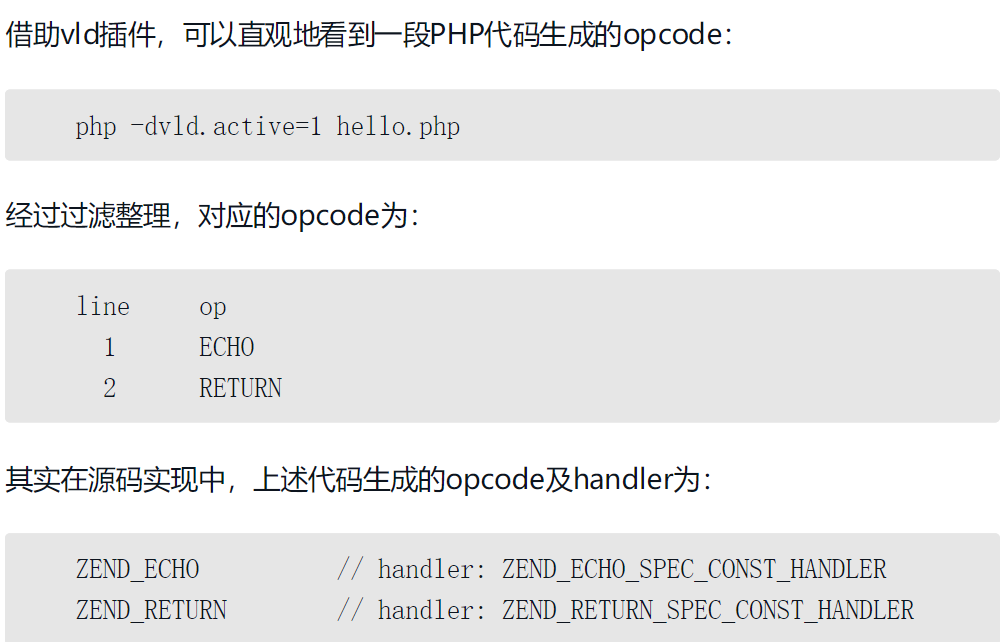 借助vld插件，可以直观地看到一段PHP代码生成的opcode：
php -dvld.active=1 hello.php
经过过滤整理，对应的opcode为：
line op
1 ECHO
2 RETURN
其实在源码实现中，上述代码生成的opcode及handler为：
ZEND_ECHO // handler: ZEND_ECHO_SPEC_CONST_HANDLER
ZEND_RETURN // handler: ZEND_RETURN_SPEC_CONST_HANDLER